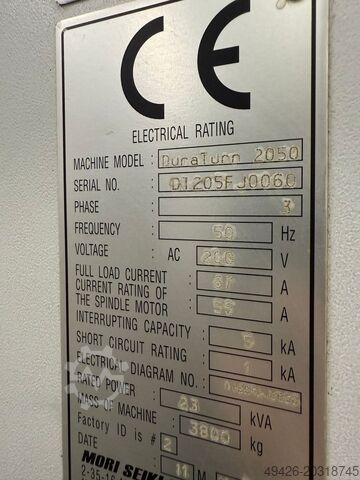 CE
ELECTRICAL RATING
MACHINE MODEL : DuraTurn 2050
SERIAL NO. : DT205FJ0060
PHASE : 3
FREQUENCY : 50 Hz
VOLTAGE : AC 200 V
FULL LOAD CURRENT : 67 A
CURRENT RATING OF
THE SPINDLE MOTOR : 55 A
INTERRUPTING CAPACITY : 5 kA
SHORT CIRCUIT RATING : 1 kA
ELECTRICAL DIAGRAM NO. :
RATED POWER : 23 kVA
MASS OF MACHINE : 3800 kg
Factory ID is # 2
DATE 11 M
MORI SEIKI
2-35-16
49426-20318745